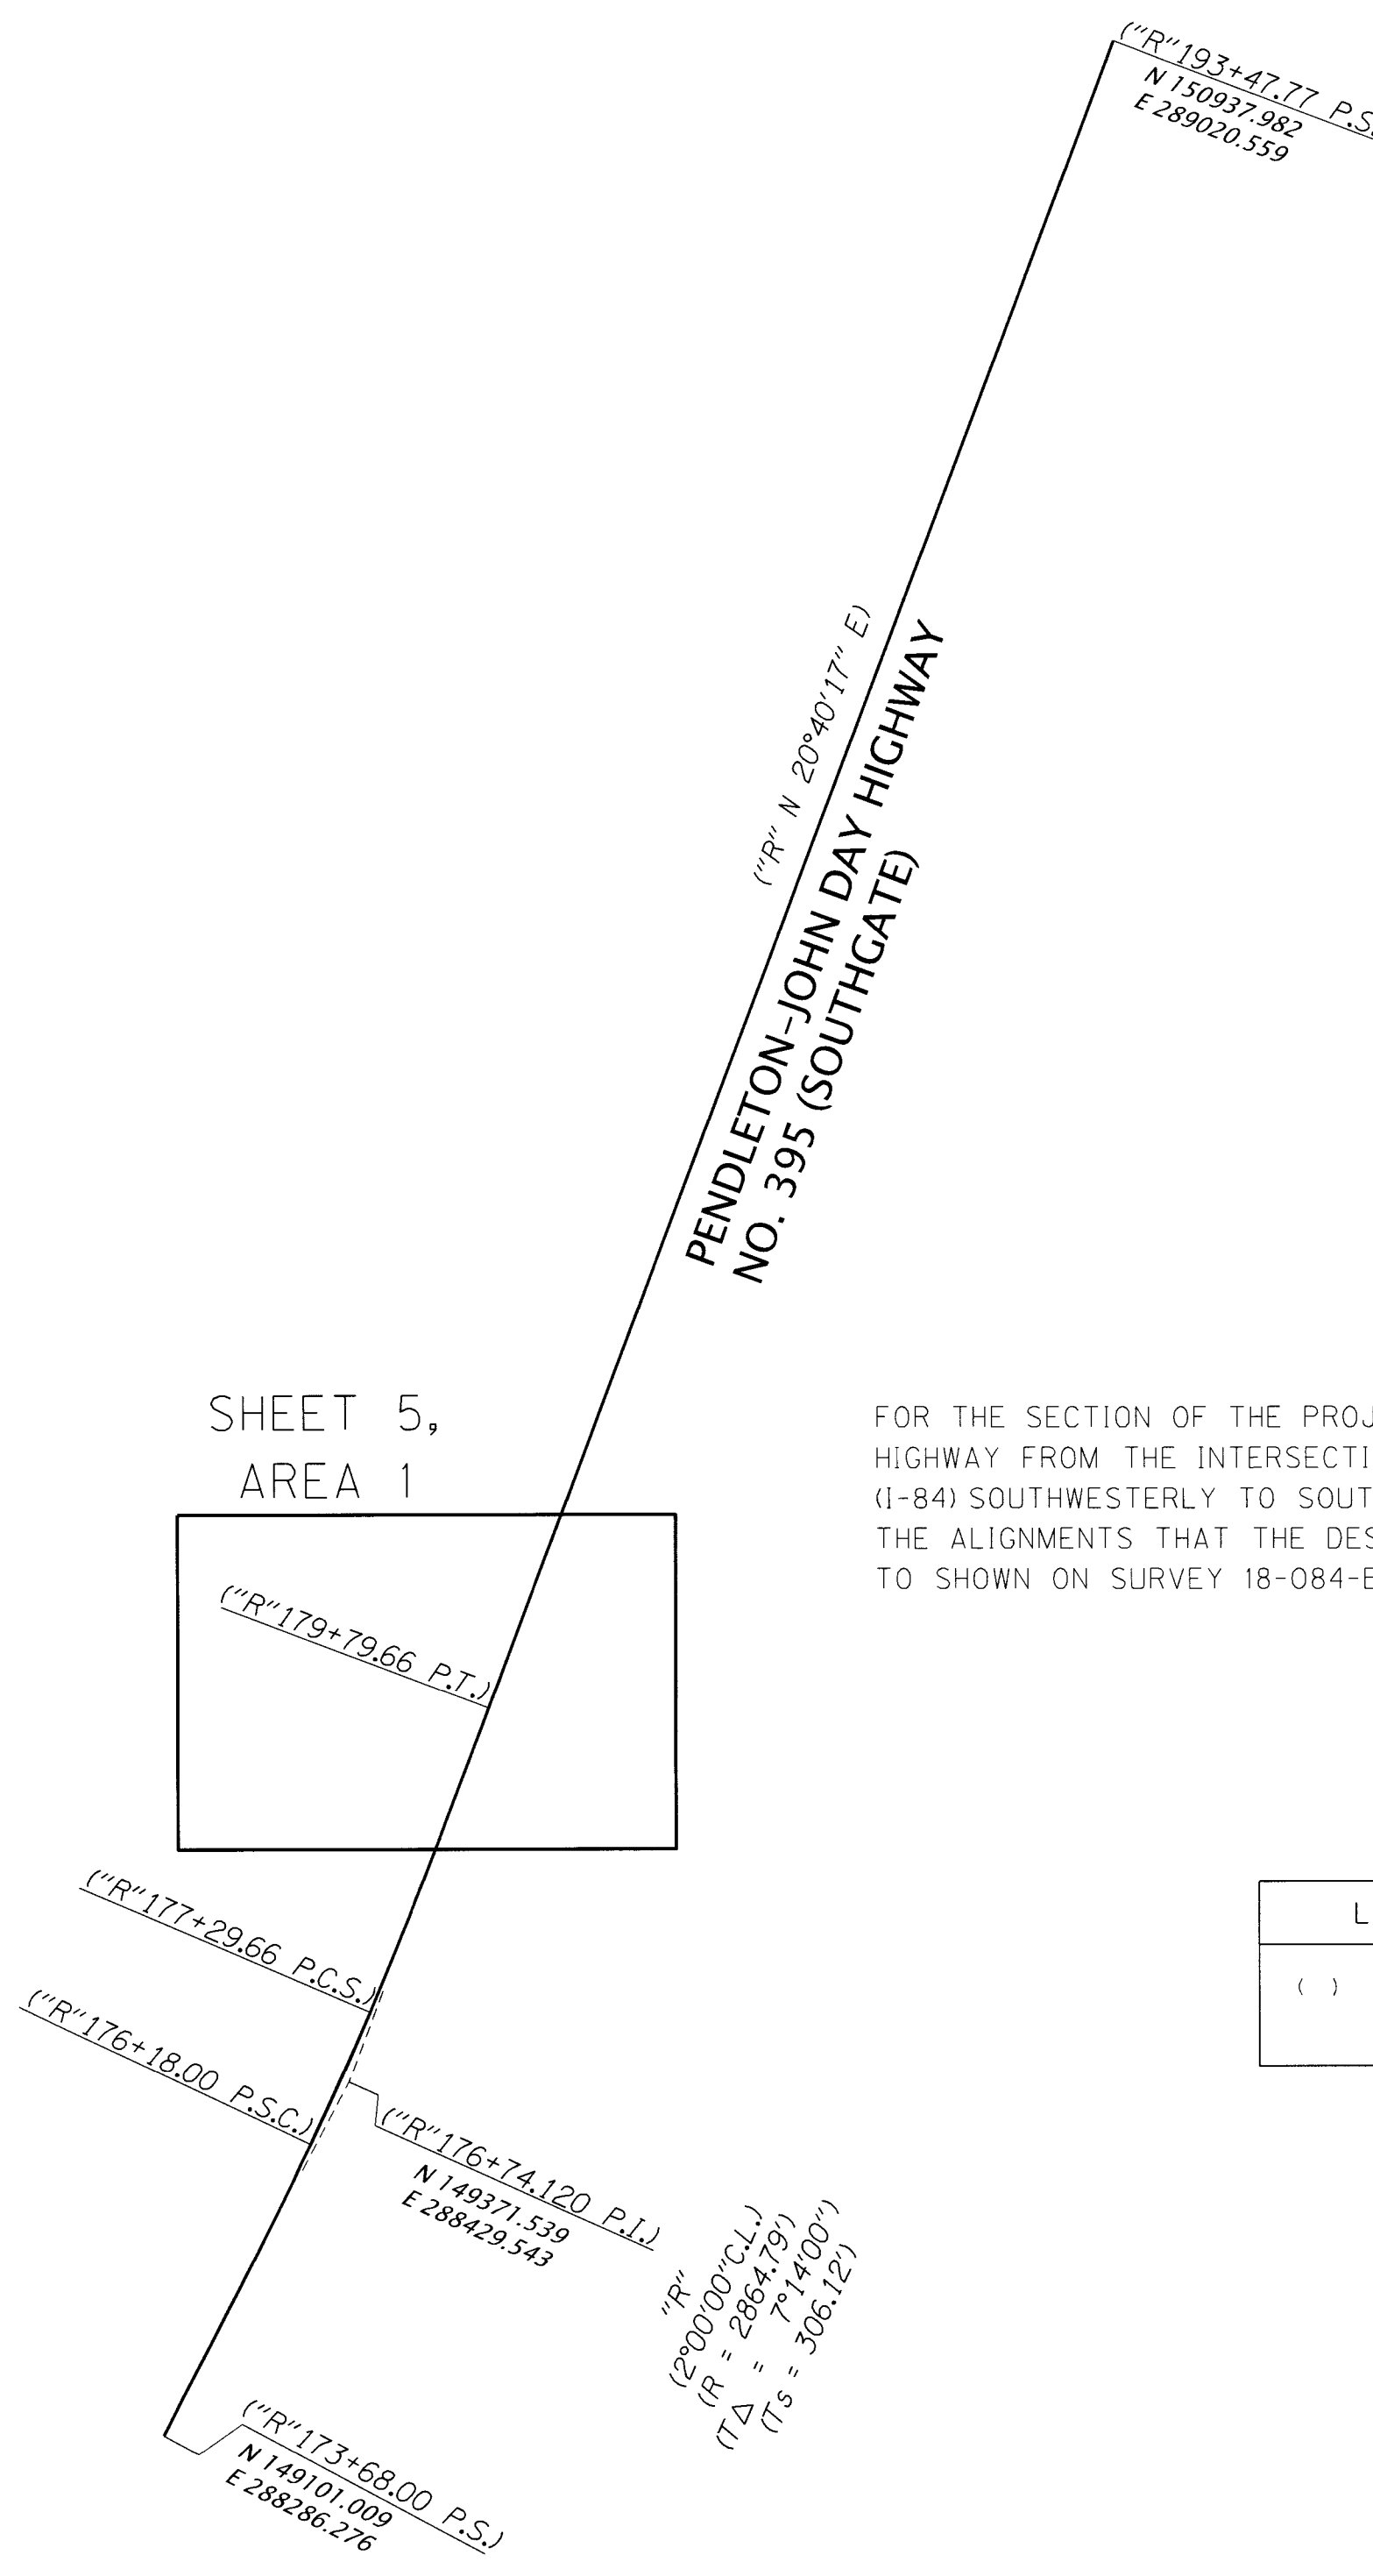 ("R"193+47.77 P.S.
N 150937.982
E 289020.559
("R" N 20°40'17" E)
PENDLETON-JOHN DAY HIGHWAY
NO. 395 (SOUTHGATE)
SHEET 5,
AREA 1
FOR THE SECTION OF THE PROJ
HIGHWAY FROM THE INTERSECTI
(I-84) SOUTHWESTERLY TO SOUT
THE ALIGNMENTS THAT THE DES
TO SHOWN ON SURVEY 18-084-B
("R"179+79.66 P.T.)
("R"177+29.66 P.C.S.)
L
( )
("R"176+18.00 P.S.C.)
("R"176+74.120 P.I.)
N 149371.539
E 288429.543
"R"
(2°00'00"C.L.)
(R = 2864.79')
(TΔ = 7°14'00")
(Ts = 306.12')
("R"173+68.00 P.S.)
N 149101.009
E 288286.276